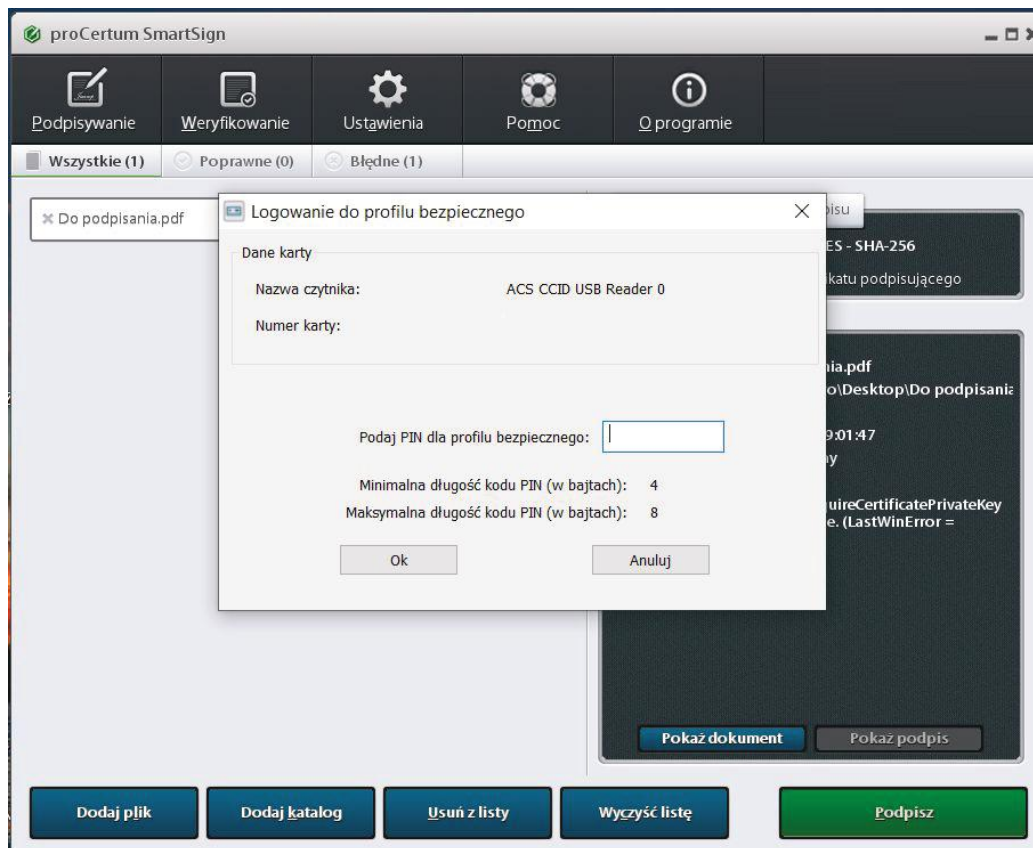 proCertum SmartSign
Podpisywanie
Weryfikowanie
Ustawienia
Pomoc
O programie
Wszystkie (1)
Poprawne (0)
Błędne (1)
Do podpisania.pdf
Logowanie do profilu bezpiecznego
Dane karty
Nazwa czytnika: ACS CCID USB Reader 0
Numer karty:
Podaj PIN dla profilu bezpiecznego:
Minimalna długość kodu PIN (w bajtach): 4
Maksymalna długość kodu PIN (w bajtach): 8
Ok
Anuluj
isu
ES - SHA-256
katu podpisującego
nia.pdf
o\Desktop\Do podpisania
9:01:47
ny
uireCertificatePrivateKey
e. (LastWinError =
Pokaż dokument
Pokaż podpis
Dodaj plik
Dodaj katalog
Usuń z listy
Wyczyść listę
Podpisz